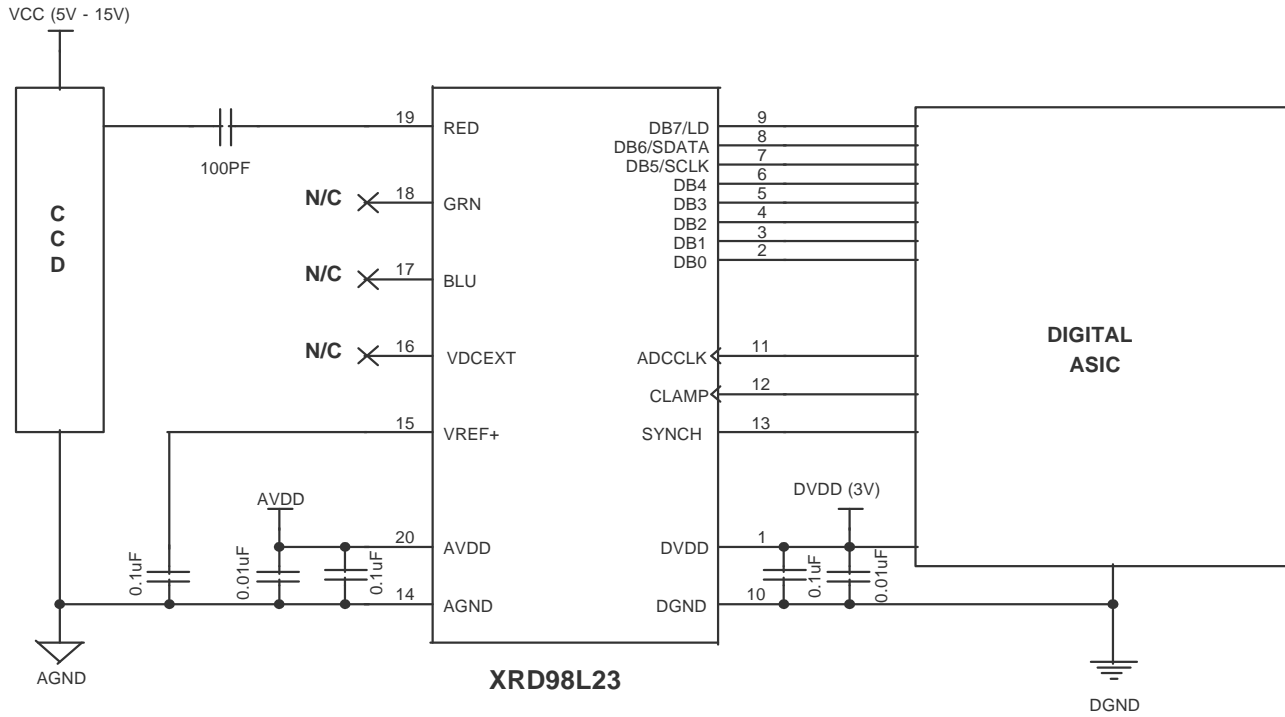 VCC (5V - 15V)
C
C
D
100PF
19 RED
N/C 18 GRN
N/C 17 BLU
N/C 16 VDCEXT
15 VREF+
AVDD
20 AVDD
14 AGND
0.1uF
0.01uF
0.1uF
AGND
DB7/LD 9
DB6/SDATA 8
DB5/SCLK 7
DB4 6
DB3 5
DB2 4
DB1 3
DB0 2
ADCCLK 11
CLAMP 12
SYNCH 13
DVDD (3V)
DVDD 1
DGND 10
0.1uF
0.01uF
XRD98L23
DIGITAL
ASIC
DGND